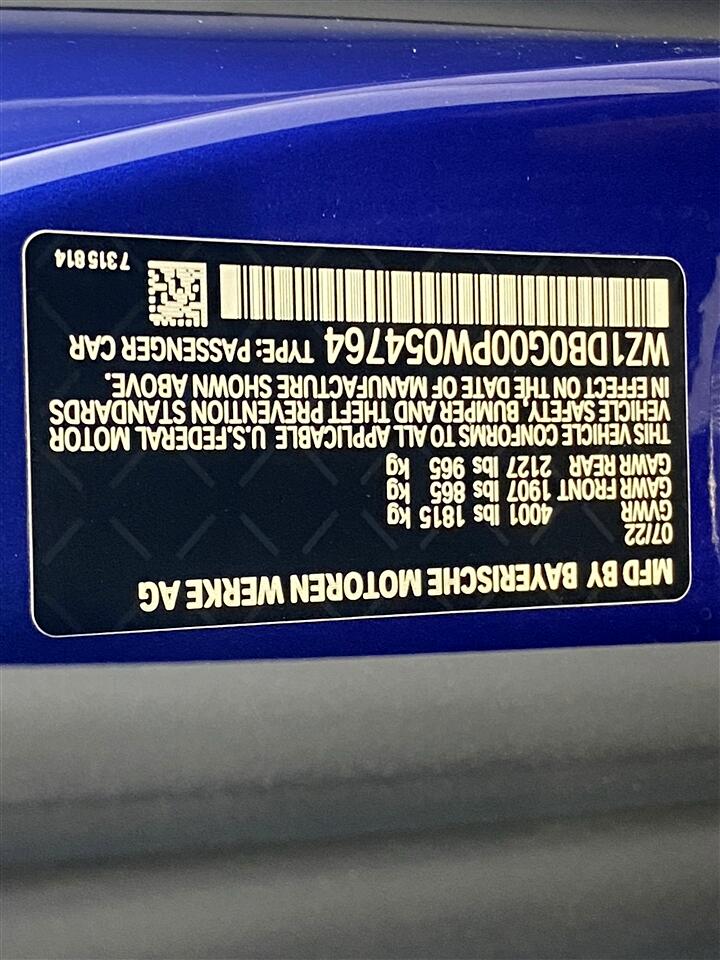 MFD BY BAYERISCHE MOTOREN WERKE AG
07/22
GVWR 4001 lbs 1815 kg
GAWR FRONT 1907 lbs 865 kg
GAWR REAR 2127 lbs 965 kg
THIS VEHICLE CONFORMS TO ALL APPLICABLE U.S.FEDERAL MOTOR
VEHICLE SAFETY, BUMPER AND THEFT PREVENTION STANDARDS
IN EFFECT ON THE DATE OF MANUFACTURE SHOWN ABOVE.
WZ1DB0G00PW054764 TYPE: PASSENGER CAR
7315814